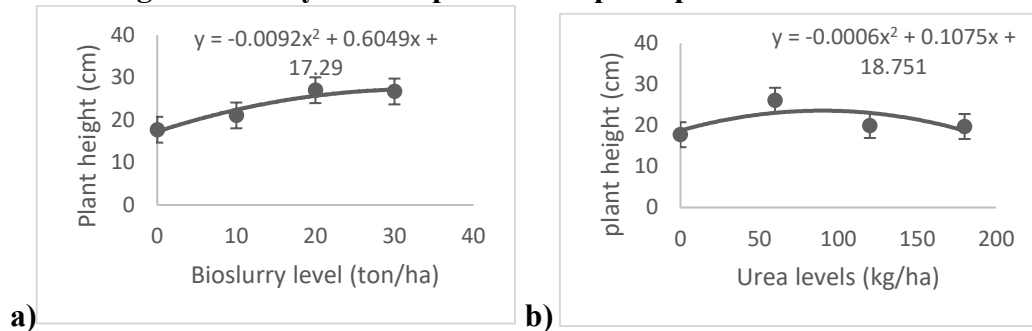 y = -0.0092x² + 0.6049x +
17.29
Plant height (cm)
40
30
20
10
0
0 10 20 30 40
Bioslurry level (ton/ha)
a)
y = -0.0006x² + 0.1075x +
18.751
plant height (cm)
40
30
20
10
0
0 50 100 150 200
Urea levels (kg/ha)
b)